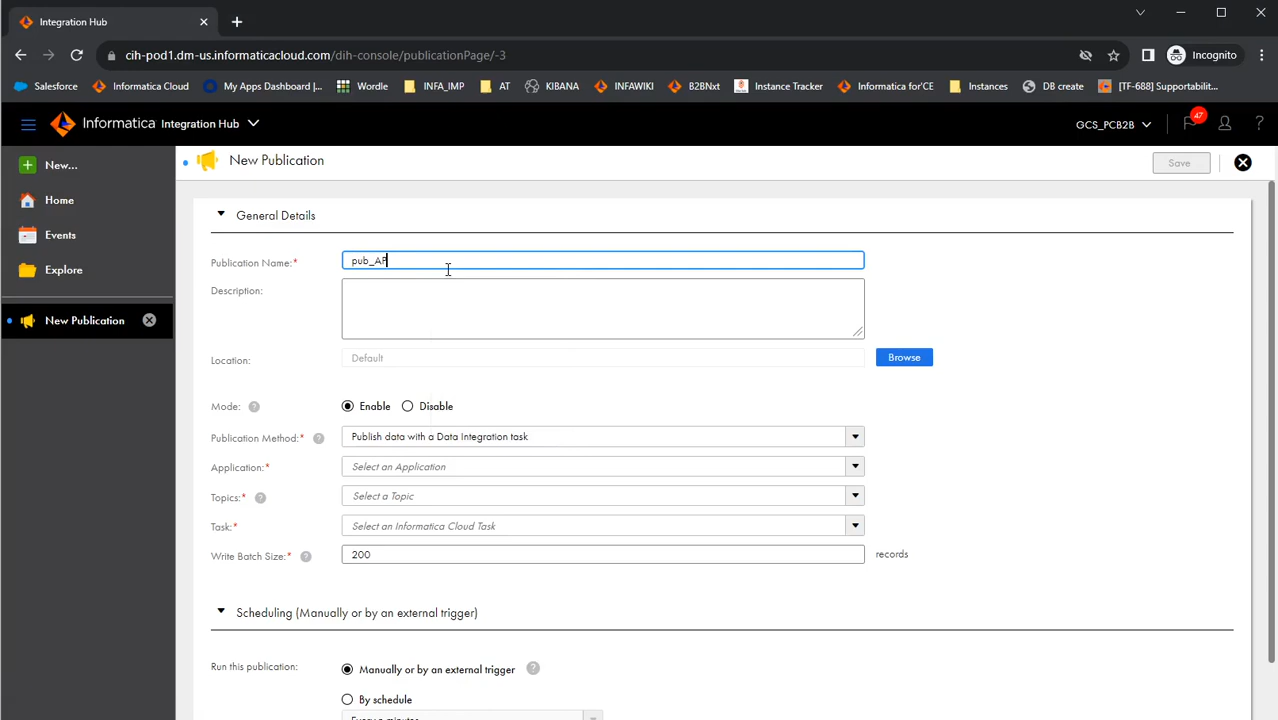 Integration Hub
cih-pod1.dm-us.informaticacloud.com/dih-console/publicationPage/-3
Incognito
Salesforce Informatica Cloud My Apps Dashboard |... Wordle INFA_IMP AT KIBANA INFAWIKI B2BNxt Instance Tracker Informatica for'CE Instances DB create [TF-688] Supportabilit...
Informatica Integration Hub
GCS_PCB2B
47
New...
Home
Events
Explore
New Publication
New Publication
Save
General Details
Publication Name:* pub_AP
Description:
Location: Default Browse
Mode: ? Enable Disable
Publication Method:* ? Publish data with a Data Integration task
Application:* Select an Application
Topics:* ? Select a Topic
Task:* Select an Informatica Cloud Task
Write Batch Size:* ? 200 records
Scheduling (Manually or by an external trigger)
Run this publication: Manually or by an external trigger ?
By schedule
Every n minutes